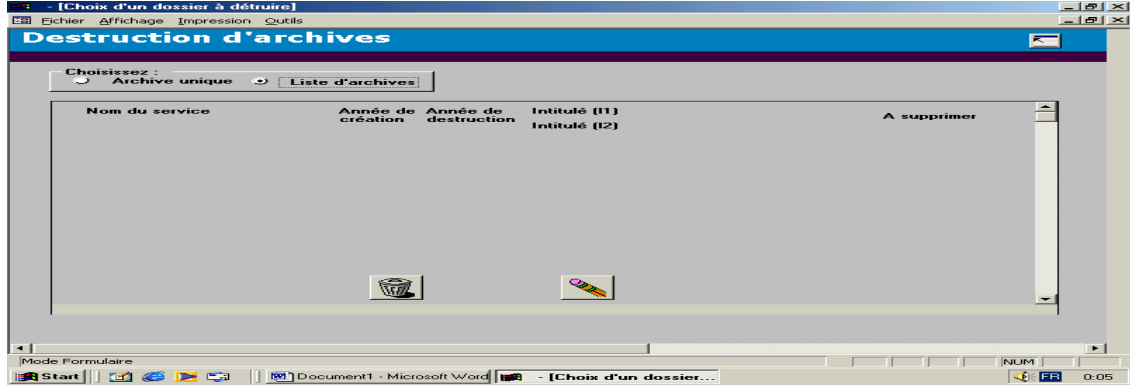 - [Choix d'un dossier à détruire]
Fichier Affichage Impression Outils
Destruction d'archives
Choisissez :
Archive unique Liste d'archives
Nom du service Année de création Année de destruction Intitulé (I1) Intitulé (I2) A supprimer
Mode Formulaire NUM
Start Document1 - Microsoft Word - [Choix d'un dossier... FR 0:05